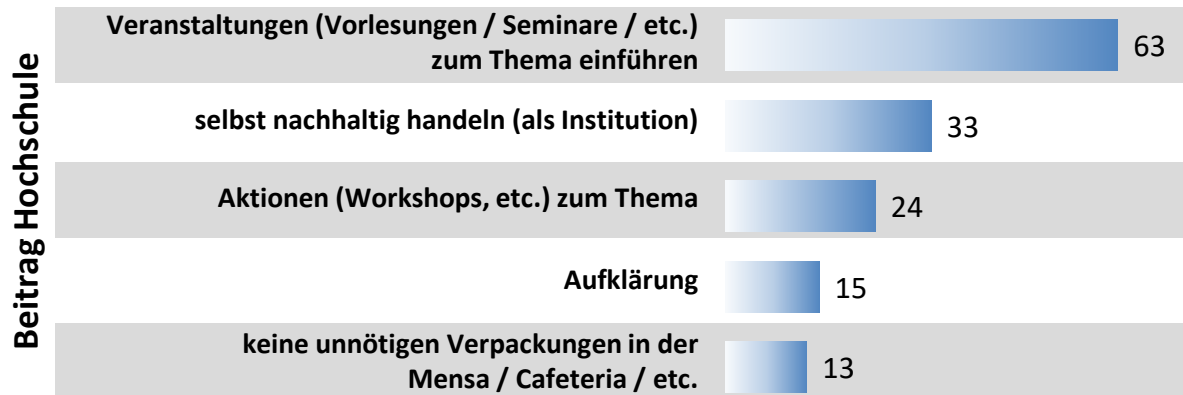 Beitrag Hochschule
Veranstaltungen (Vorlesungen / Seminare / etc.)
zum Thema einführen
63
selbst nachhaltig handeln (als Institution)
33
Aktionen (Workshops, etc.) zum Thema
24
Aufklärung
15
keine unnötigen Verpackungen in der
Mensa / Cafeteria / etc.
13